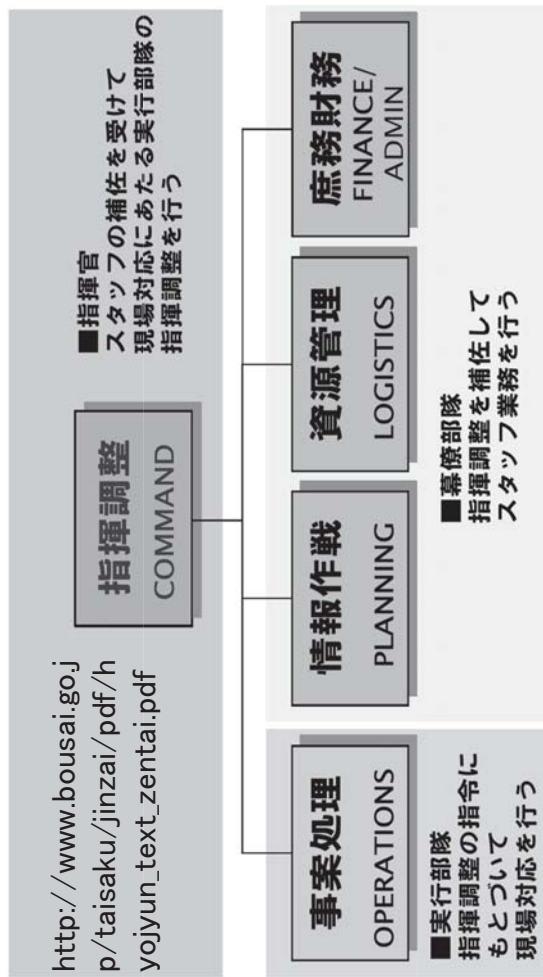 http://www.bousai.go.j
p/taisaku/jinzai/pdf/h
yojyun_text_zentai.pdf
指揮調整
COMMAND
■指揮官
スタッフの補佐を受けて
現場対応にあたる実行部隊の
指揮調整を行う
事案処理
OPERATIONS
情報作戦
PLANNING
資源管理
LOGISTICS
庶務財務
FINANCE/
ADMIN
■実行部隊
指揮調整の指令に
もとづいて
現場対応を行う
■幕僚部隊
指揮調整を補佐して
スタッフ業務を行う